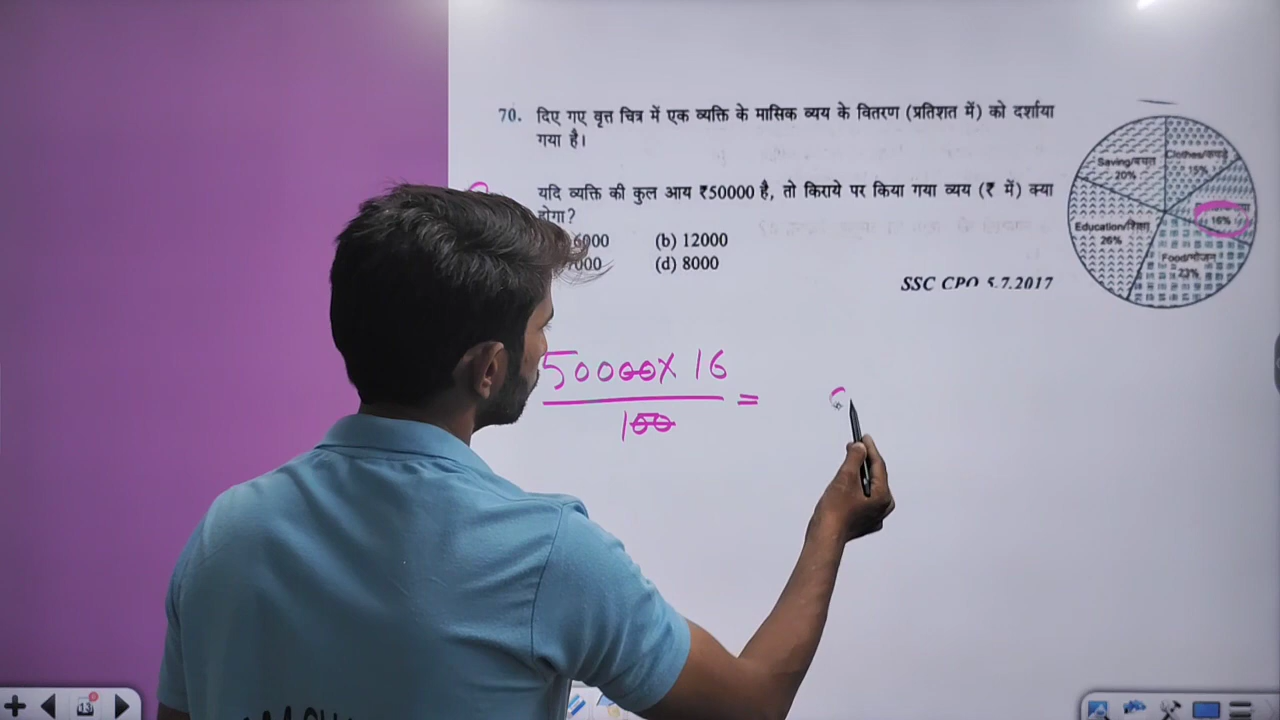 70. दिए गए वृत्त चित्र में एक व्यक्ति के मासिक व्यय के वितरण (प्रतिशत में) को दर्शाया
गया है।
यदि व्यक्ति की कुल आय ₹50000 है, तो किराये पर किया गया व्यय (₹ में) क्या
होगा?
(b) 12000
(d) 8000
SSC CPO 5.7.2017
Saving/बचत
20%
Clothes/कपड़े
15%
16%
Education/शिक्षा
26%
Food/भोजन
23%
50000 × 16
100
=
13